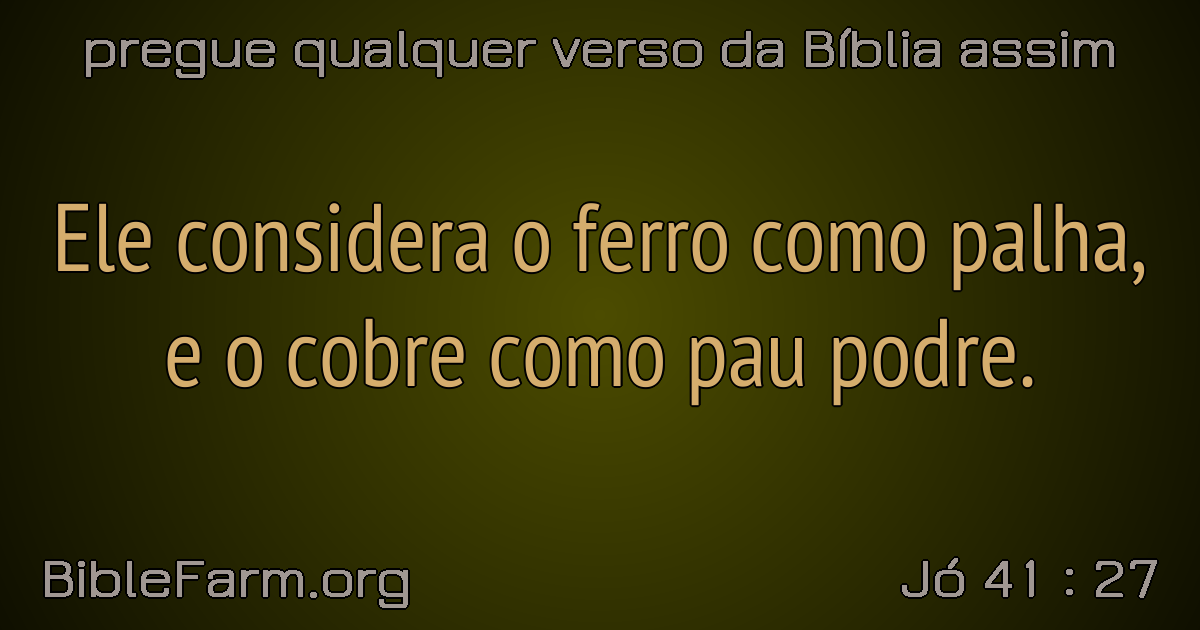 pregue qualquer verso da Bíblia assim
Ele considera o ferro como palha,
e o cobre como pau podre.
BibleFarm.org
Jó 41 : 27